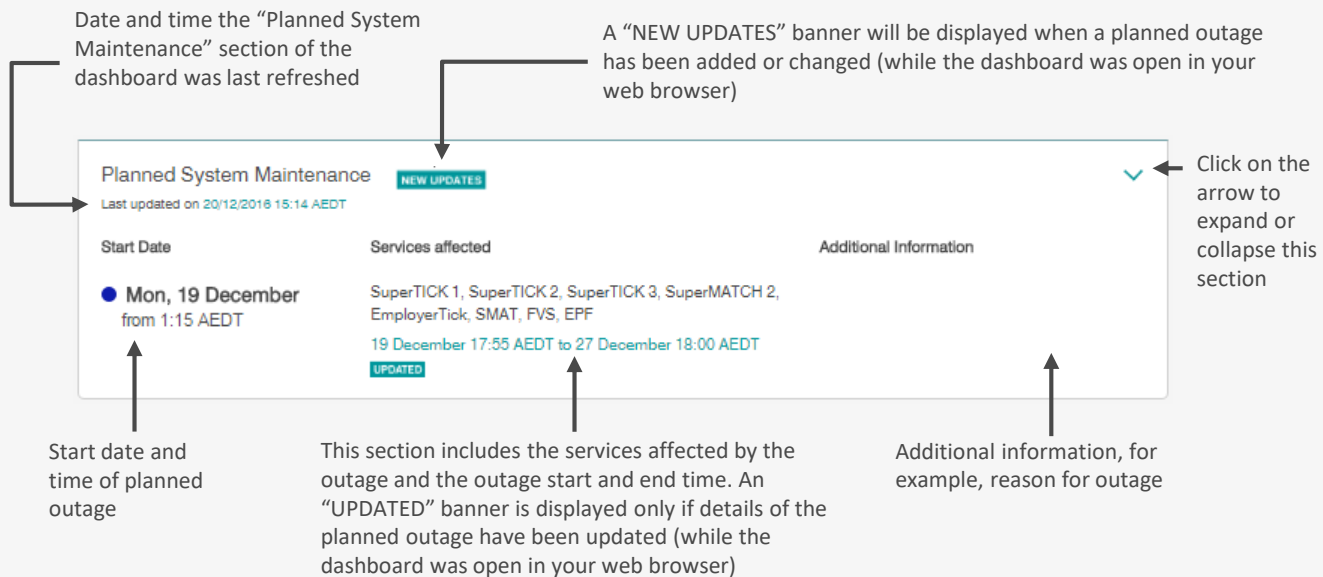 Date and time the “Planned System
Maintenance” section of the
dashboard was last refreshed
A “NEW UPDATES” banner will be displayed when a planned outage
has been added or changed (while the dashboard was open in your
web browser)
Planned System Maintenance NEW UPDATES
Last updated on 20/12/2016 15:14 AEDT
Click on the
arrow to
expand or
collapse this
section
Start Date Services affected Additional Information
Mon, 19 December
from 1:15 AEDT
SuperTICK 1, SuperTICK 2, SuperTICK 3, SuperMATCH 2,
EmployerTick, SMAT, FVS, EPF
19 December 17:55 AEDT to 27 December 18:00 AEDT
UPDATED
Start date and
time of planned
outage
This section includes the services affected by the
outage and the outage start and end time. An
“UPDATED” banner is displayed only if details of the
planned outage have been updated (while the
dashboard was open in your web browser)
Additional information, for
example, reason for outage